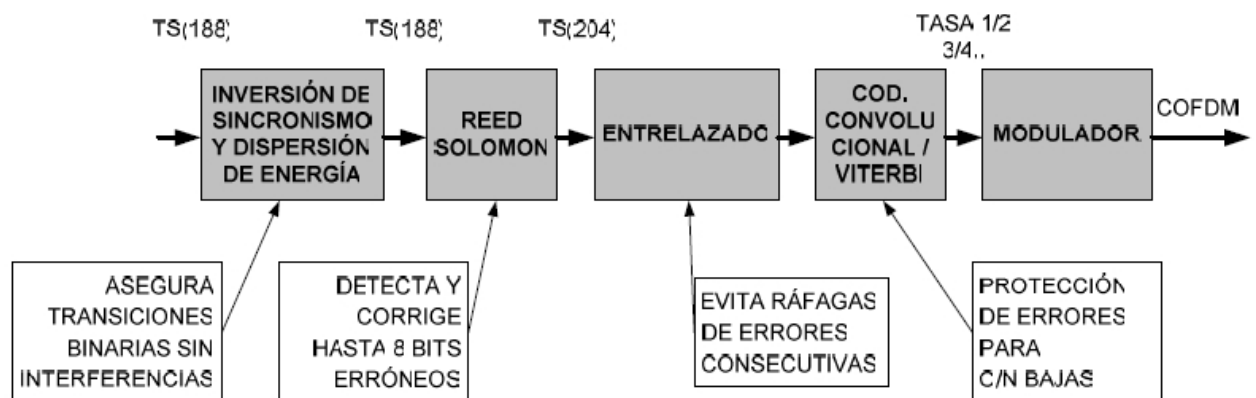 TS(188)
TS(188)
TS(204)
TASA 1/2
3/4..
INVERSIÓN DE
SINCRONISMO
Y DISPERSIÓN
DE ENERGÍA
REED
SOLOMON
ENTRELAZADO
COD.
CONVOLU
CIONAL /
VITERBI
MODULADOR
COFDM
ASEGURA
TRANSICIONES
BINARIAS SIN
INTERFERENCIAS
DETECTA Y
CORRIGE
HASTA 8 BITS
ERRÓNEOS
EVITA RÁFAGAS
DE ERRORES
CONSECUTIVAS
PROTECCIÓN
DE ERRORES
PARA
C/N BAJAS